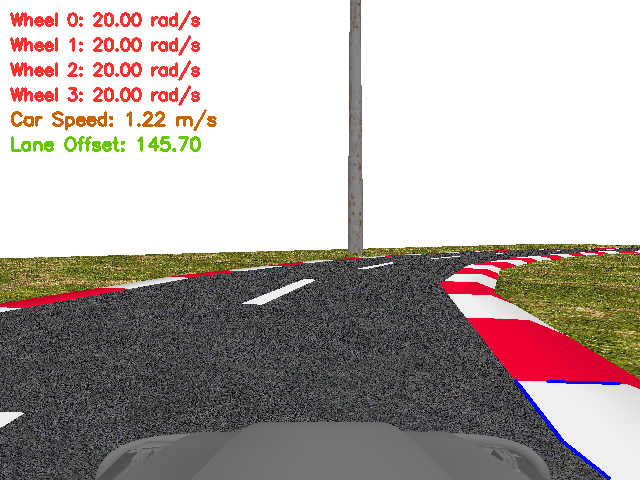 Wheel 0: 20.00 rad/s
Wheel 1: 20.00 rad/s
Wheel 2: 20.00 rad/s
Wheel 3: 20.00 rad/s
Car Speed: 1.22 m/s
Lane Offset: 145.70